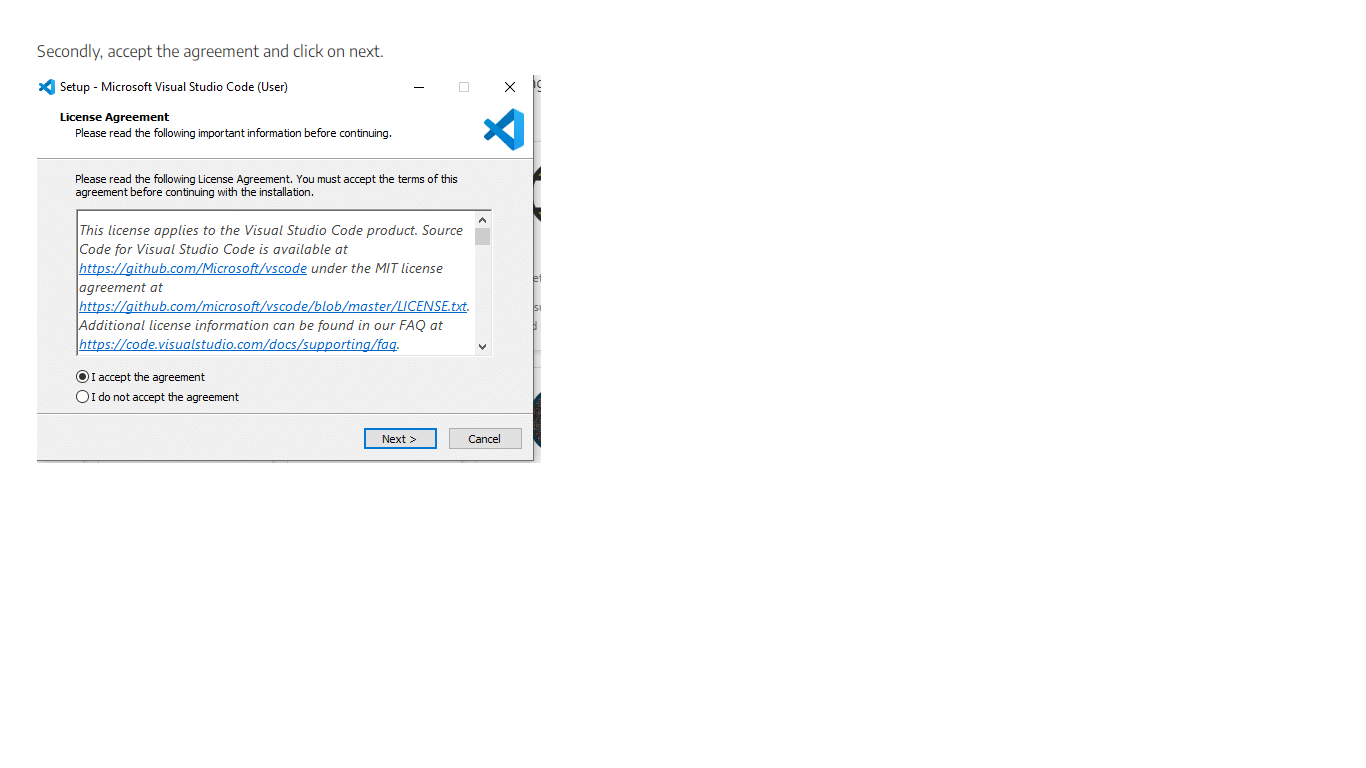 Secondly, accept the agreement and click on next.
Setup - Microsoft Visual Studio Code (User)
License Agreement
Please read the following important information before continuing.
Please read the following License Agreement. You must accept the terms of this
agreement before continuing with the installation.
This license applies to the Visual Studio Code product. Source
Code for Visual Studio Code is available at
https://github.com/Microsoft/vscode under the MIT license
agreement at
https://github.com/microsoft/vscode/blob/master/LICENSE.txt.
Additional license information can be found in our FAQ at
https://code.visualstudio.com/docs/supporting/faq.
I accept the agreement
I do not accept the agreement
Next >
Cancel